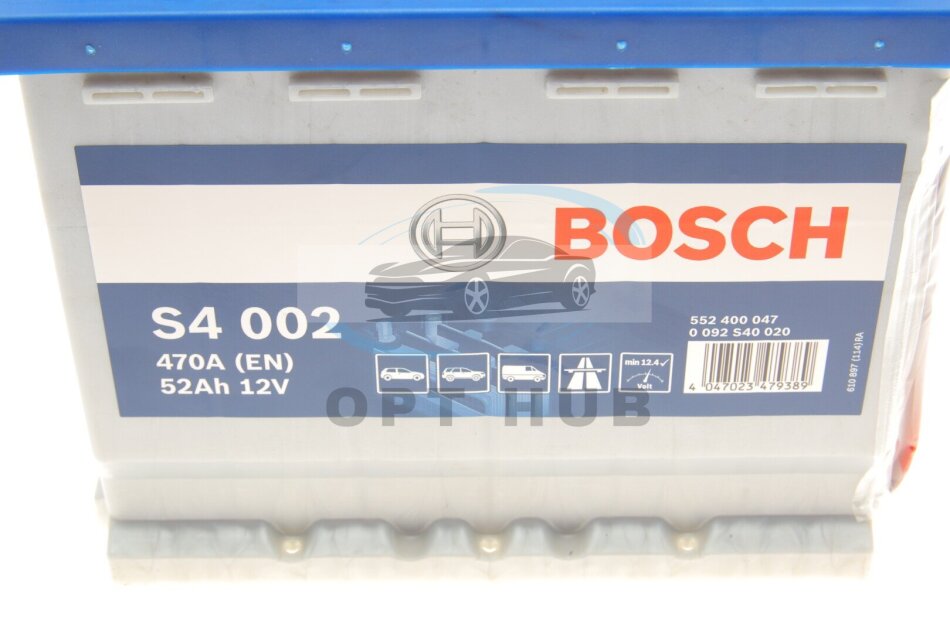 BOSCH
S4 002
470A (EN)
52Ah 12V
min 12.4
Volt
552 400 047
0 092 S40 020
4 047023 479389
610 897 (114) RA
OPT HUB